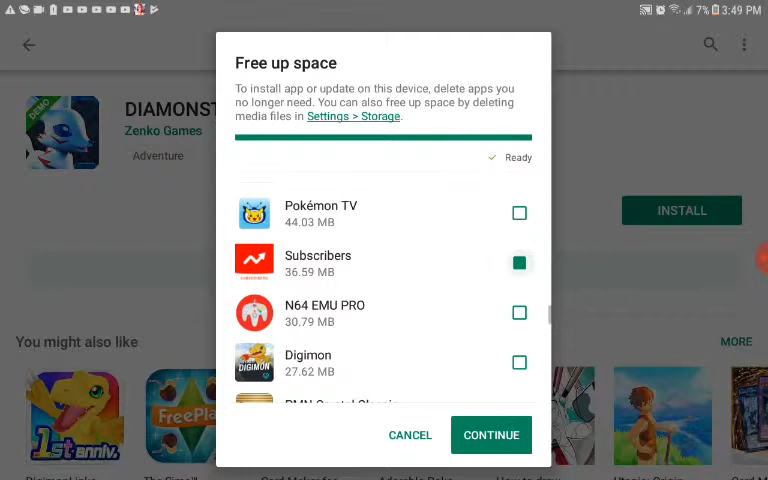 7% 3:49 PM
Free up space
To install app or update on this device, delete apps you
no longer need. You can also free up space by deleting
media files in Settings > Storage.
Ready
DEMO
DIAMONST
Zenko Games
Adventure
INSTALL
Pokémon TV
44.03 MB
Subscribers
36.59 MB
N64 EMU PRO
30.79 MB
Digimon
27.62 MB
DIGIMON
CANCEL
CONTINUE
You might also like
MORE
1st anniv.
FreePla